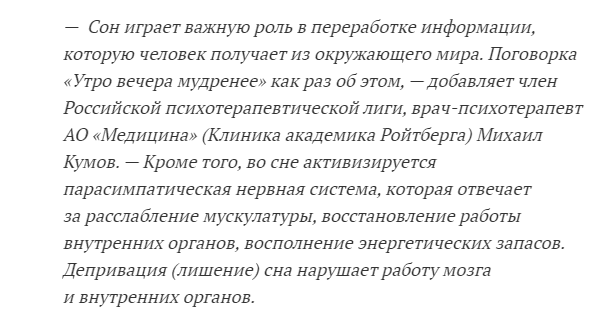 — Сон играет важную роль в переработке информации,
которую человек получает из окружающего мира. Поговорка
«Утро вечера мудренее» как раз об этом, — добавляет член
Российской психотерапевтической лиги, врач-психотерапевт
АО «Медицина» (Клиника академика Ройтберга) Михаил
Кумов. — Кроме того, во сне активизируется
парасимпатическая нервная система, которая отвечает
за расслабление мускулатуры, восстановление работы
внутренних органов, восполнение энергетических запасов.
Депривация (лишение) сна нарушает работу мозга
и внутренних органов.